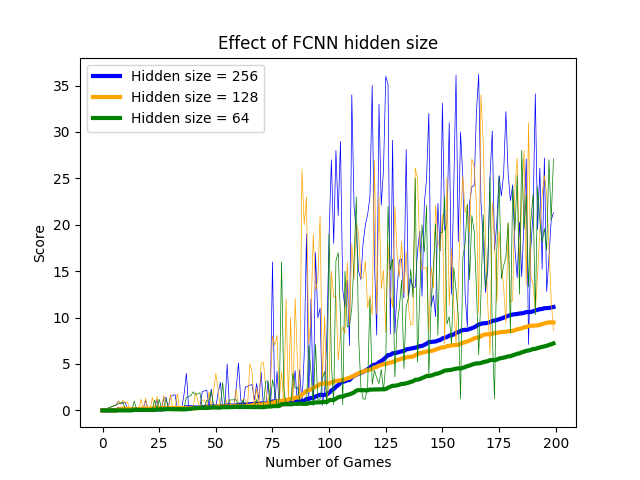 Effect of FCNN hidden size
Hidden size = 256
Hidden size = 128
Hidden size = 64
35
30
25
20
15
10
5
0
Score
0 25 50 75 100 125 150 175 200
Number of Games